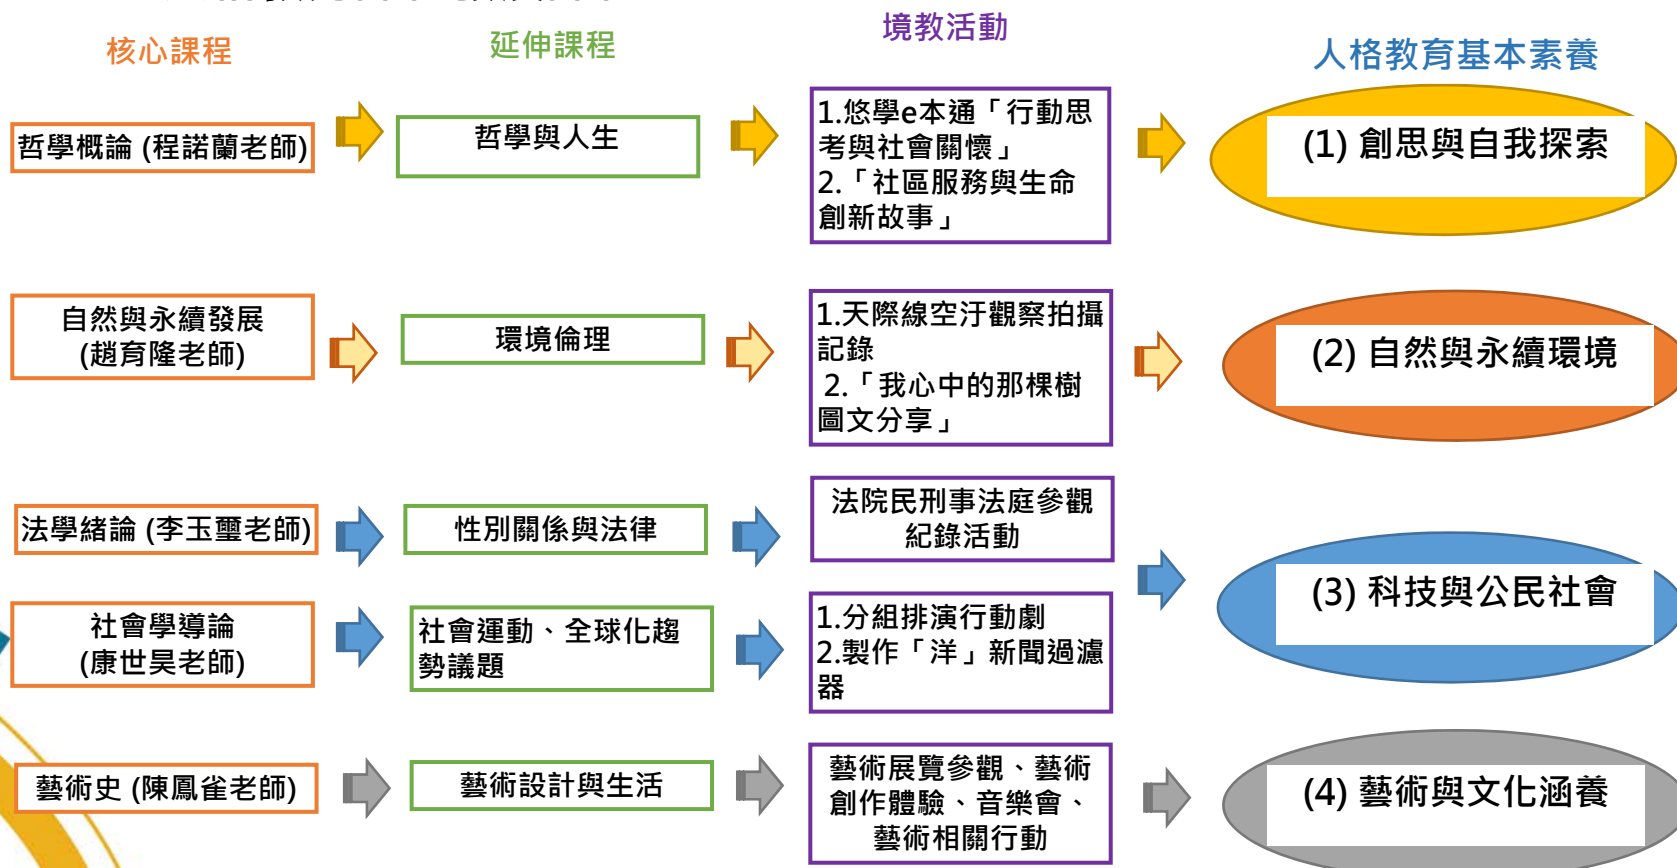 核心課程
延伸課程
境教活動
人格教育基本素養
哲學概論 (程諾蘭老師)
哲學與人生
1.悠學e本通「行動思
考與社會關懷」
2.「社區服務與生命
創新故事」
(1) 創思與自我探索
自然與永續發展
(趙育隆老師)
環境倫理
1.天際線空汙觀察拍攝
記錄
2.「我心中的那棵樹
圖文分享」
(2) 自然與永續環境
法學緒論 (李玉璽老師)
性別關係與法律
法院民刑事法庭參觀
紀錄活動
社會學導論
(康世昊老師)
社會運動、全球化趨
勢議題
1.分組排演行動劇
2.製作「洋」新聞過濾
器
(3) 科技與公民社會
藝術史 (陳鳳雀老師)
藝術設計與生活
藝術展覽參觀、藝術
創作體驗、音樂會、
藝術相關行動
(4) 藝術與文化涵養